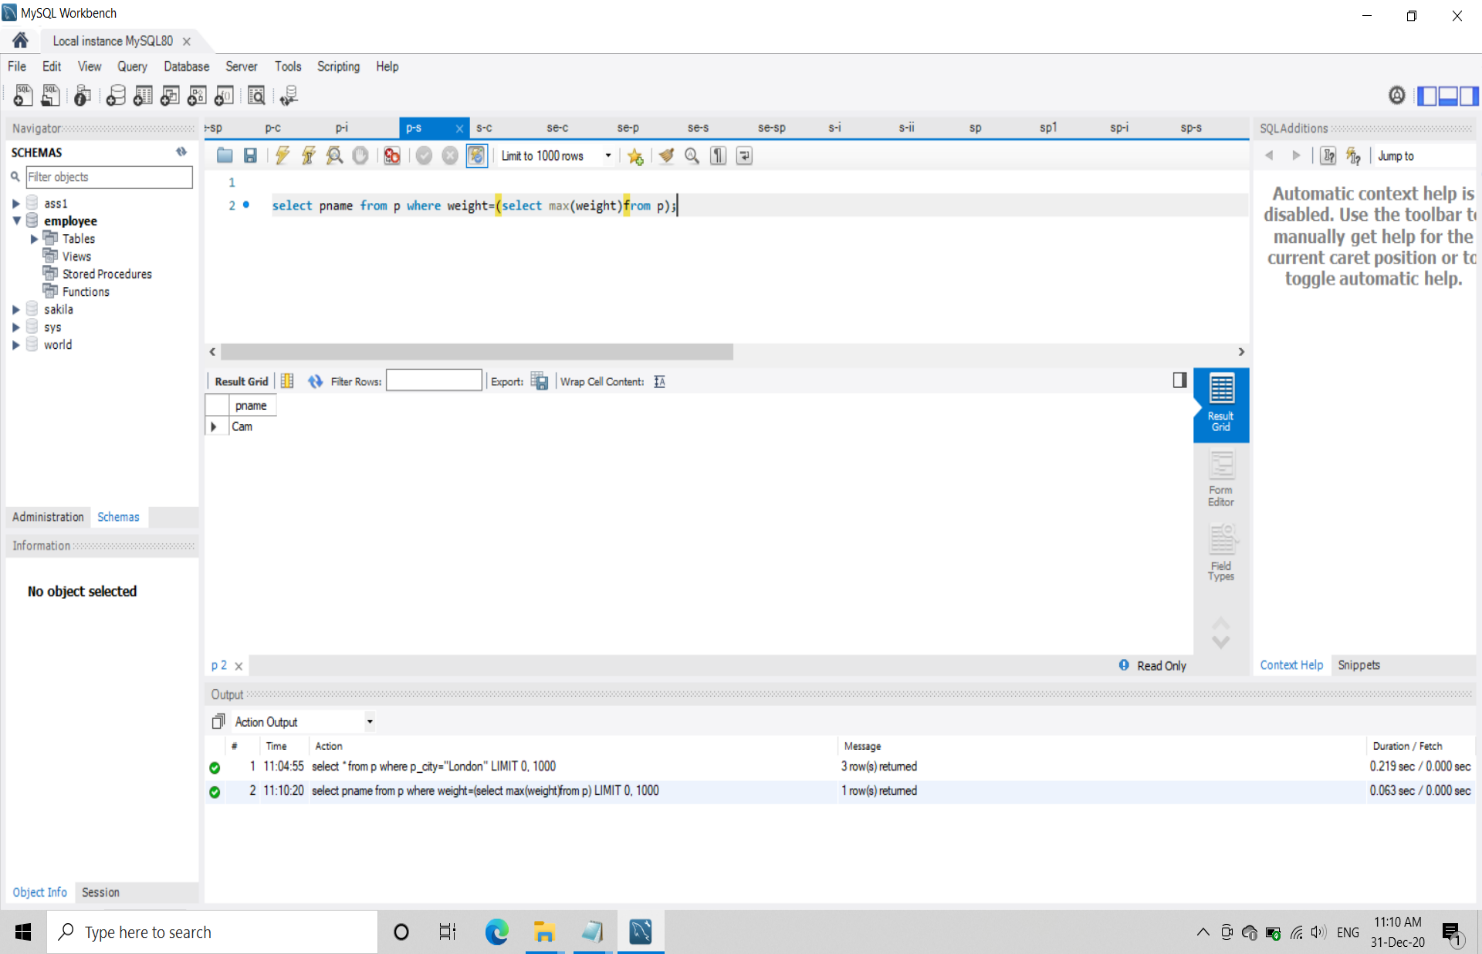 MySQL Workbench
Local instance MySQL80
File Edit View Query Database Server Tools Scripting Help
Navigator
SCHEMAS
Filter objects
ass1
employee
Tables
Views
Stored Procedures
Functions
sakila
sys
world
Administration Schemas
Information
No object selected
Object Info Session
-sp p-c p-i p-s s-c se-c se-p se-s se-sp s-i s-ii sp sp1 sp-i sp-s
Limit to 1000 rows
1
2 select pname from p where weight=(select max(weight)from p);
Result Grid Filter Rows: Export: Wrap Cell Content:
pname
Cam
Result
Grid
Form
Editor
Field
Types
p 2 Read Only
SQLAdditions
Jump to
Automatic context help is
disabled. Use the toolbar to
manually get help for the
current caret position or to
toggle automatic help.
Context Help Snippets
Output
Action Output
# Time Action Message Duration / Fetch
1 11:04:55 select * from p where p_city="London" LIMIT 0, 1000 3 row(s) returned 0.219 sec / 0.000 sec
2 11:10:20 select pname from p where weight=(select max(weight)from p) LIMIT 0, 1000 1 row(s) returned 0.063 sec / 0.000 sec
Type here to search
ENG
11:10 AM
31-Dec-20
1